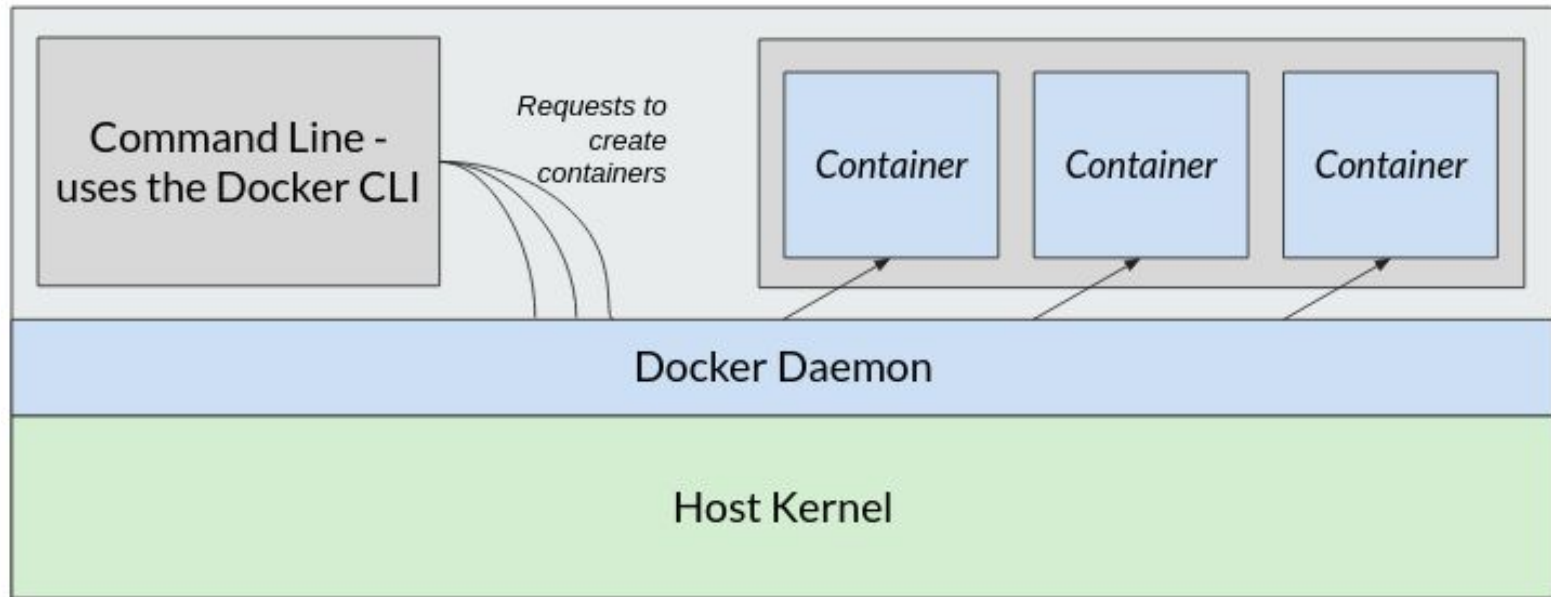 Command Line -
uses the Docker CLI
Requests to
create
containers
Container
Container
Container
Docker Daemon
Host Kernel